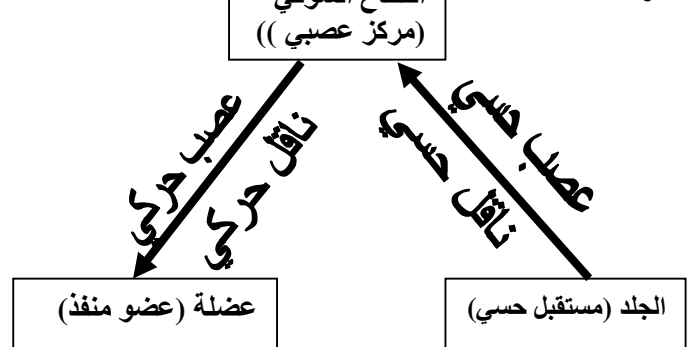 (مركز عصبي ))
عصب حركي
ناقل حركي
عصب حسي
ناقل حسي
الجلد (مستقبل حسي)
عضلة (عضو منفذ)